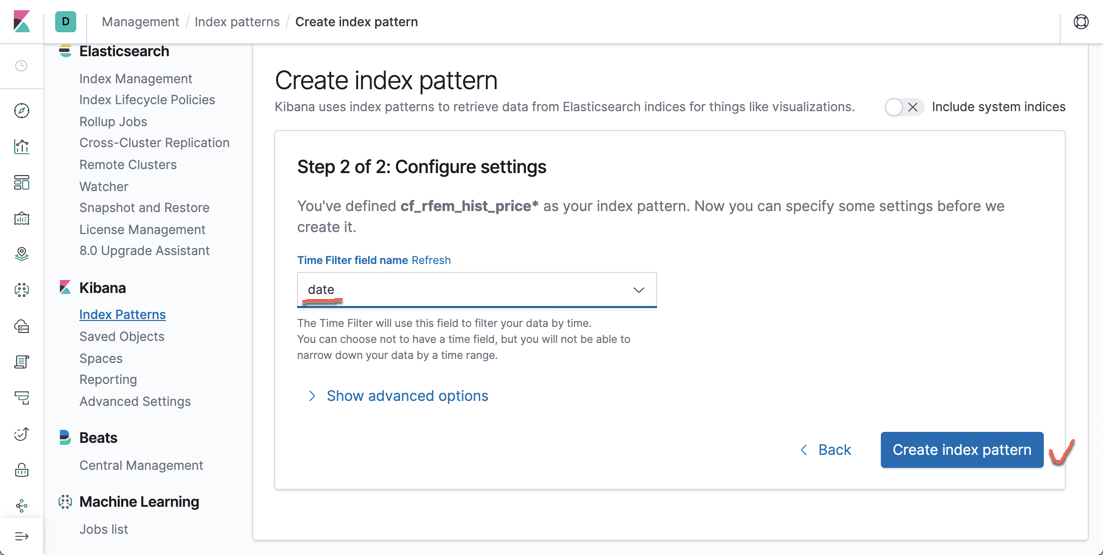 D Management / Index patterns / Create index pattern
Elasticsearch
Index Management
Index Lifecycle Policies
Rollup Jobs
Cross-Cluster Replication
Remote Clusters
Watcher
Snapshot and Restore
License Management
8.0 Upgrade Assistant
Kibana
Index Patterns
Saved Objects
Spaces
Reporting
Advanced Settings
Beats
Central Management
Machine Learning
Jobs list
Create index pattern
Kibana uses index patterns to retrieve data from Elasticsearch indices for things like visualizations.
Include system indices
Step 2 of 2: Configure settings
You've defined cf_rfem_hist_price* as your index pattern. Now you can specify some settings before we
create it.
Time Filter field name Refresh
date
The Time Filter will use this field to filter your data by time.
You can choose not to have a time field, but you will not be able to
narrow down your data by a time range.
Show advanced options
Back
Create index pattern